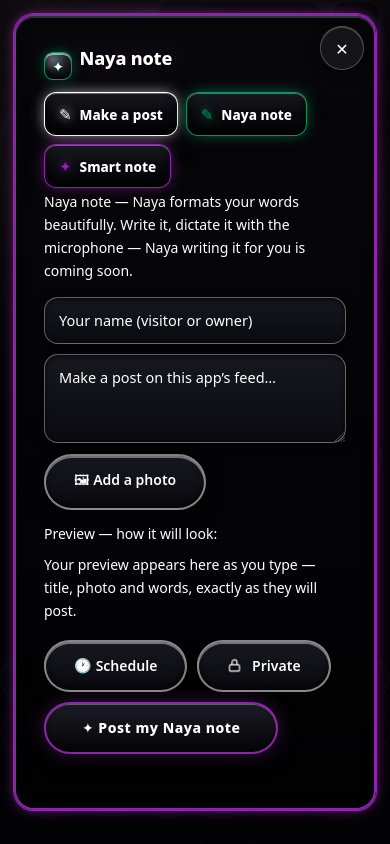 ✦ Naya note
✕
✎ Make a post
✎ Naya note
✦ Smart note
Naya note — Naya formats your words
beautifully. Write it, dictate it with the
microphone — Naya writing it for you is
coming soon.
Your name (visitor or owner)
Make a post on this app’s feed…
🖼 Add a photo
Preview — how it will look:
Your preview appears here as you type —
title, photo and words, exactly as they will
post.
🕐 Schedule
Private
✦ Post my Naya note